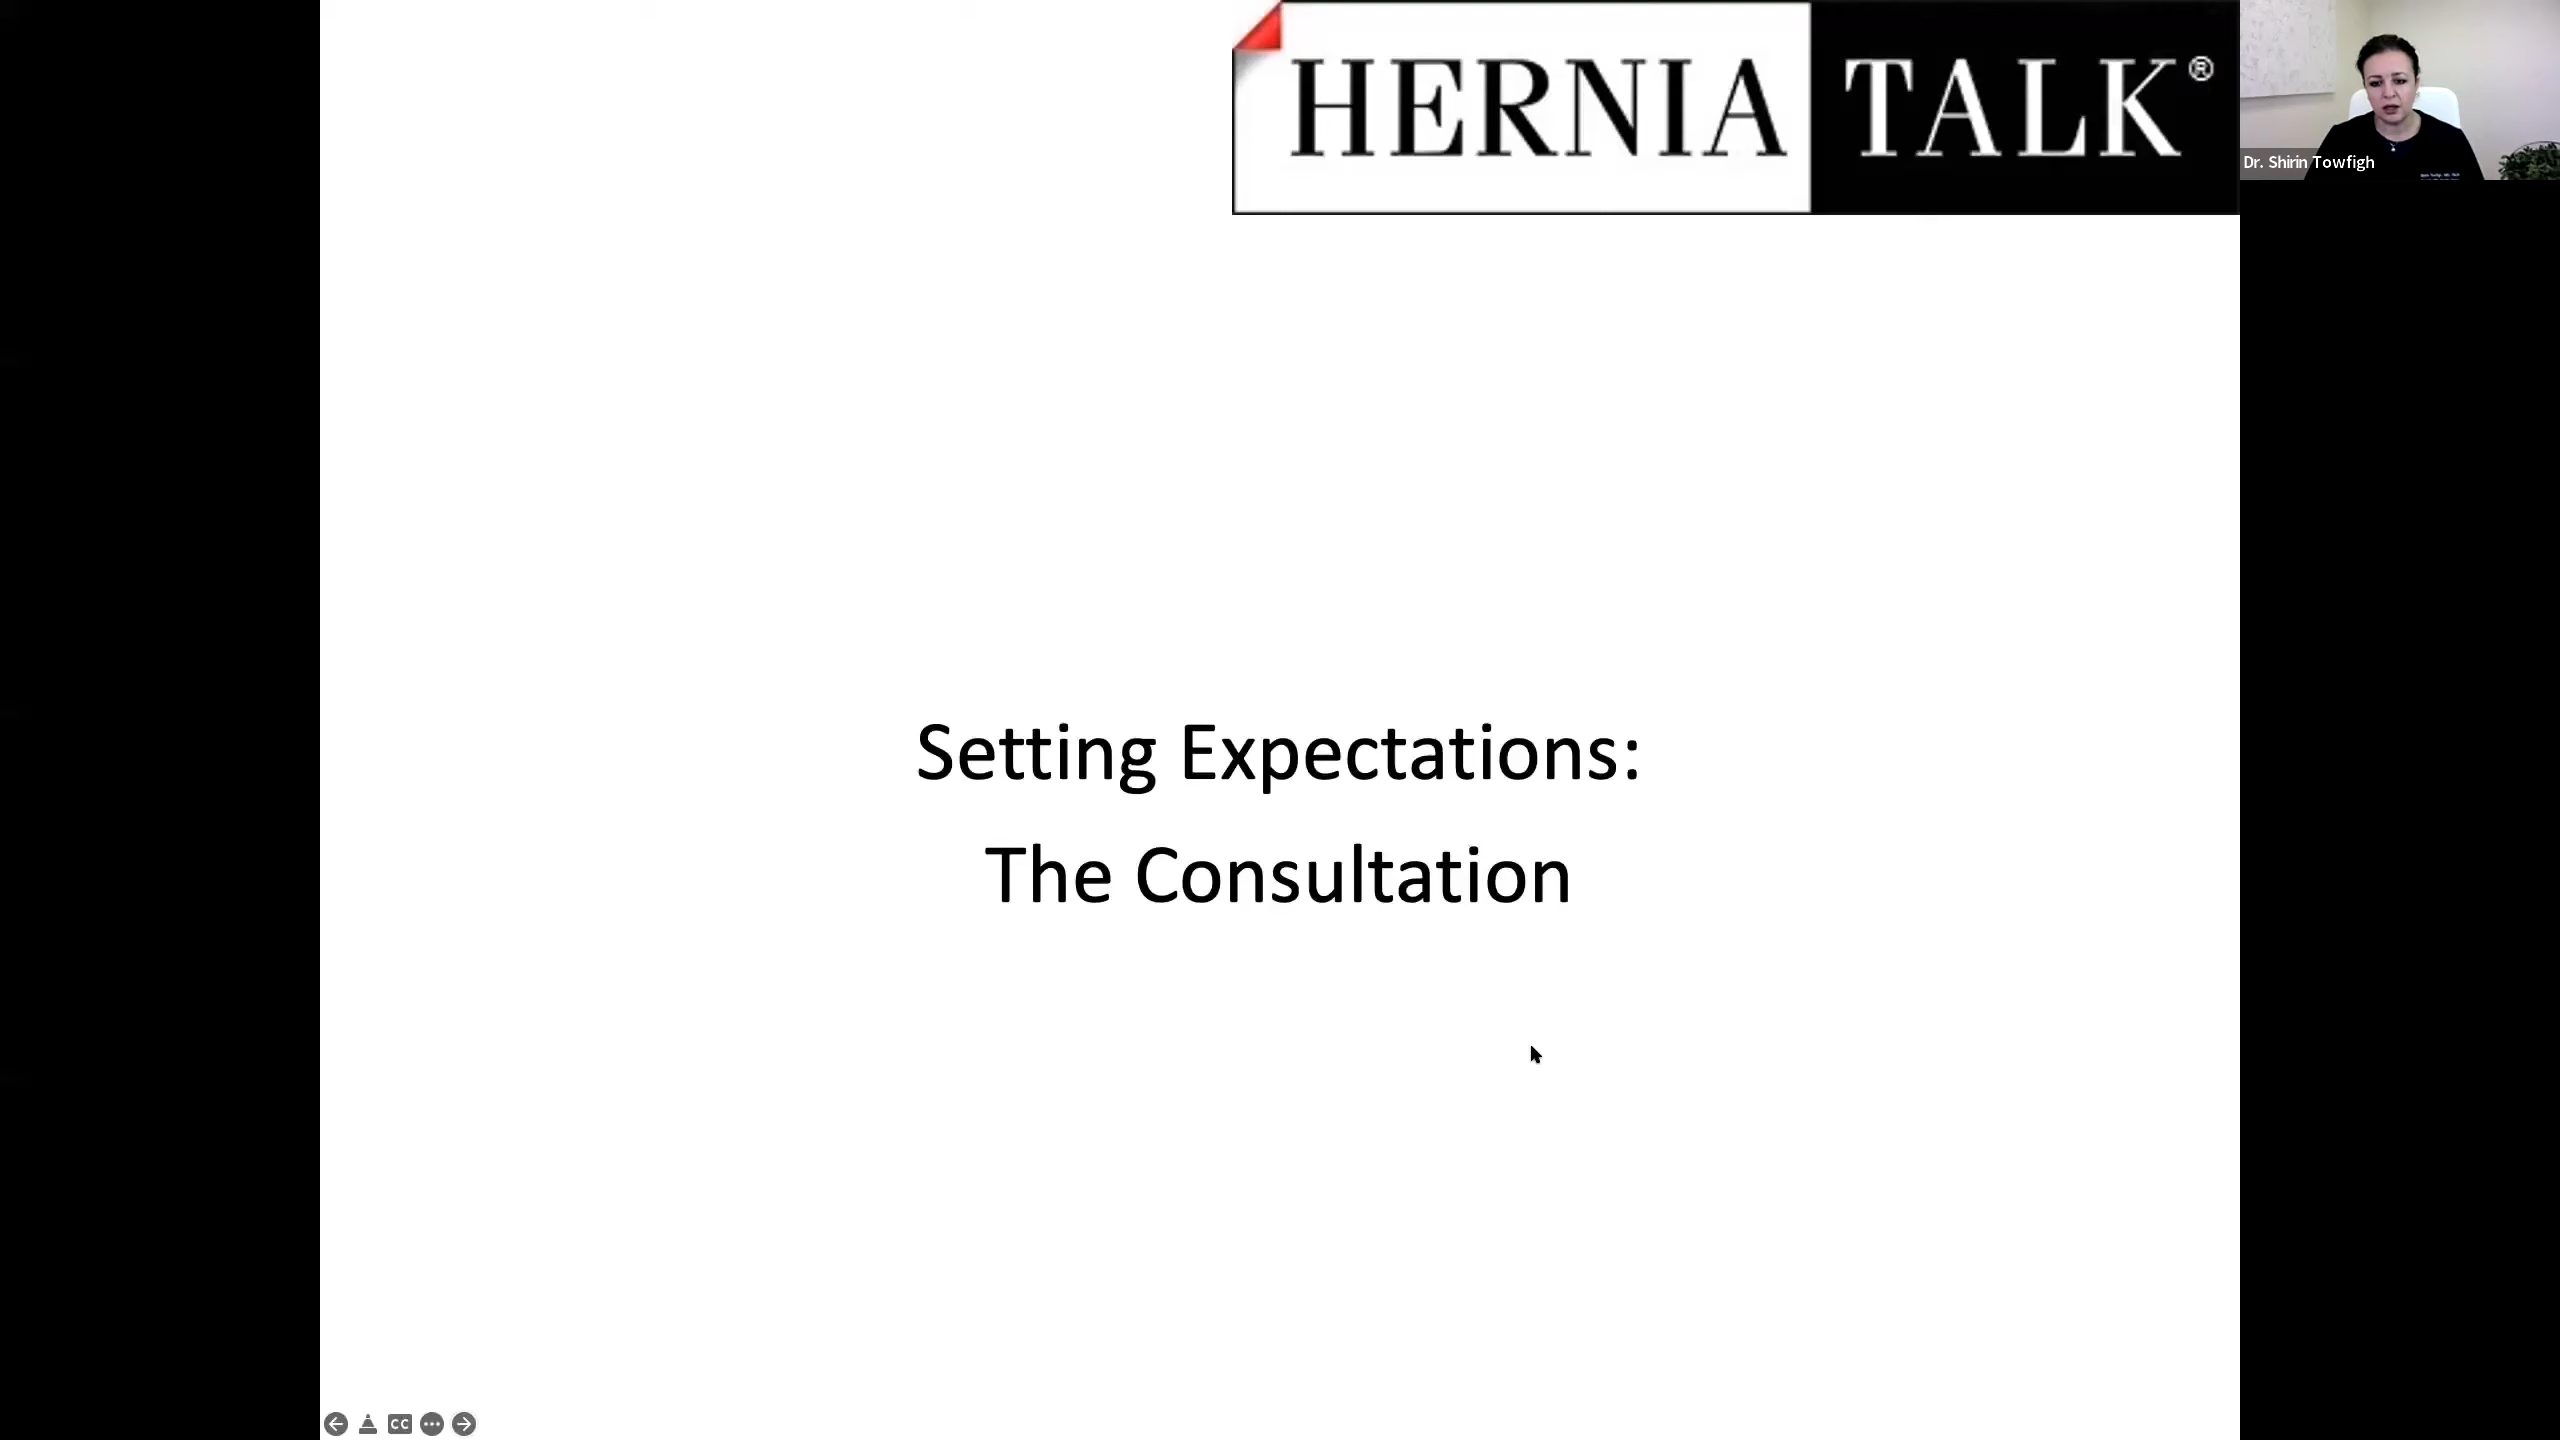 HERNIA TALK®
Dr. Shirin Towfigh
Setting Expectations:
The Consultation
CC